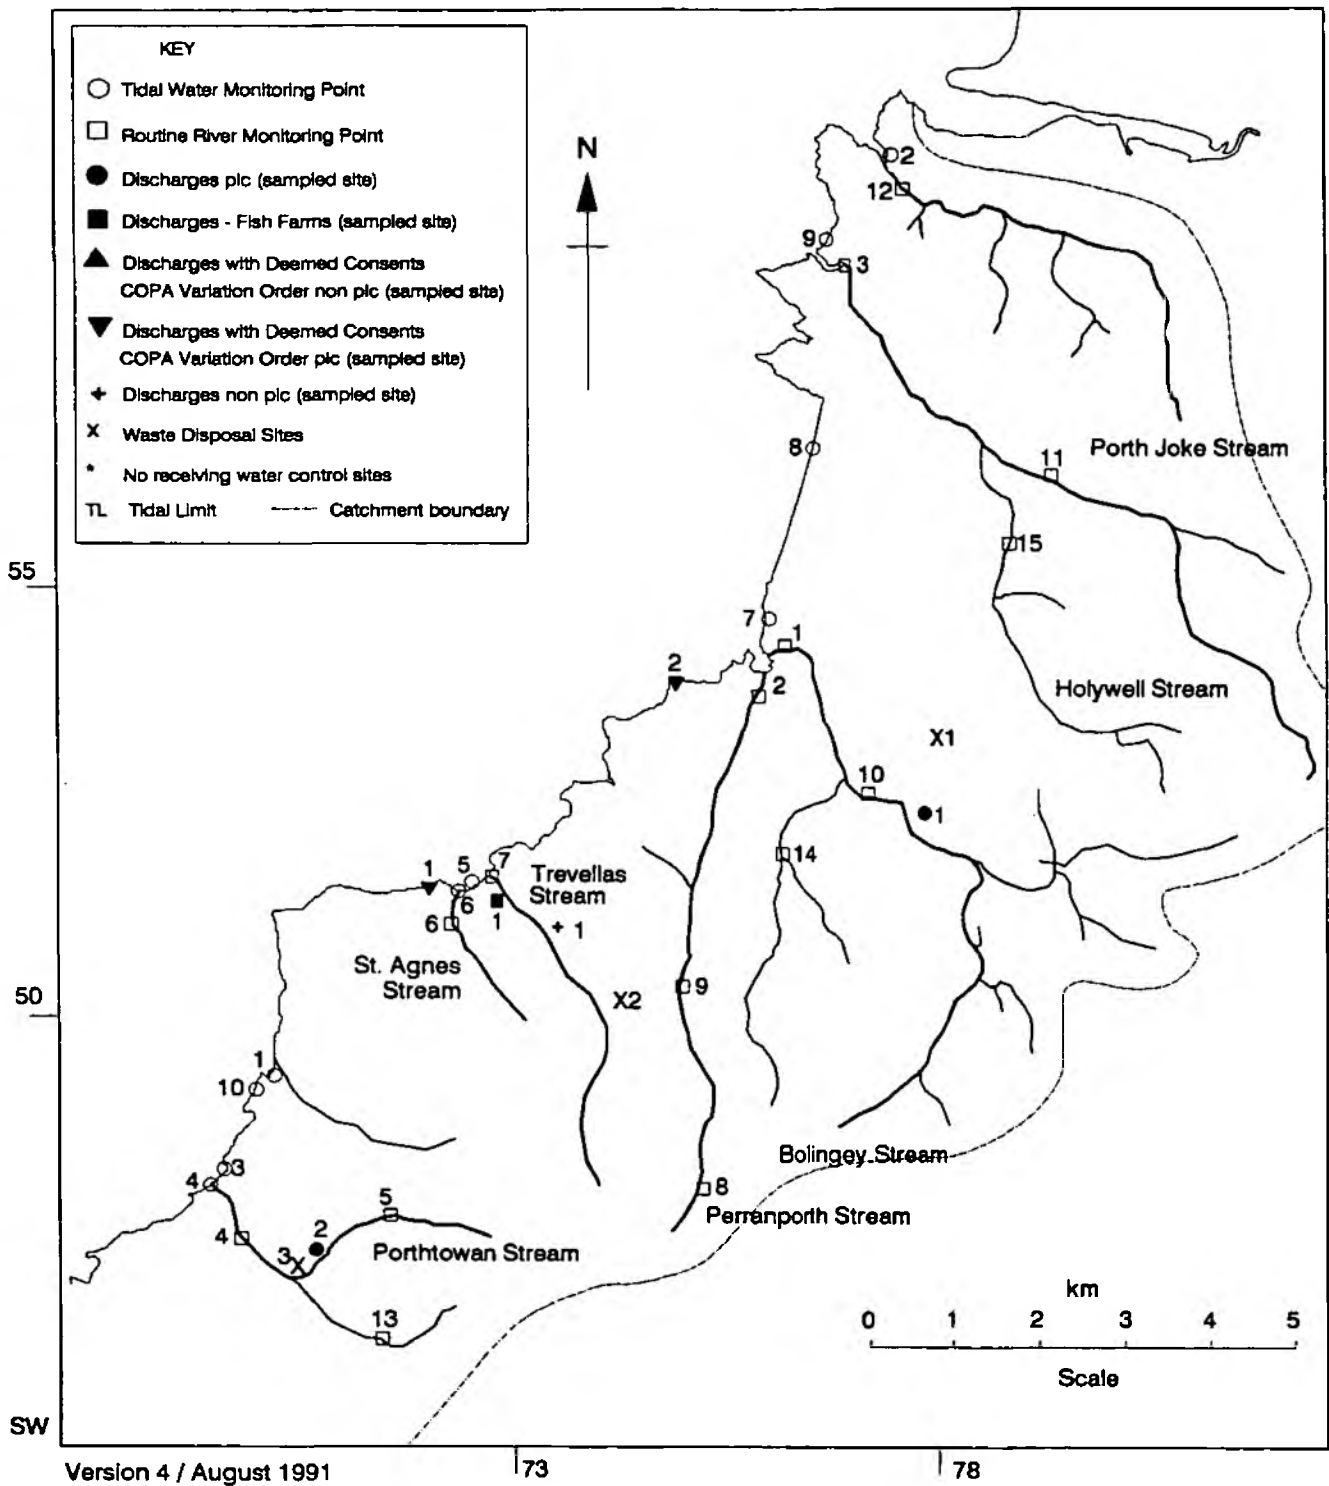 KEY
Tidal Water Monitoring Point
Routine River Monitoring Point
Discharges plc (sampled site)
Discharges - Fish Farms (sampled site)
Discharges with Deemed Consents
COPA Variation Order non plc (sampled site)
Discharges with Deemed Consents
COPA Variation Order plc (sampled site)
+ Discharges non plc (sampled site)
X Waste Disposal Sites
* No receiving water control sites
TL Tidal Limit
Catchment boundary
N
2
12
9
3
Porth Joke Stream
8
11
15
55
7
1
2
2
Holywell Stream
X1
10
1
14
1
5
7
Trevellas
Stream
6
6
1
+ 1
St. Agnes
Stream
X2
9
50
1
10
Bolingey Stream
3
4
8
5
Perranporth Stream
4
2
3
X
Porthtowan Stream
13
km
0 1 2 3 4 5
Scale
SW
Version 4 / August 1991
73
78